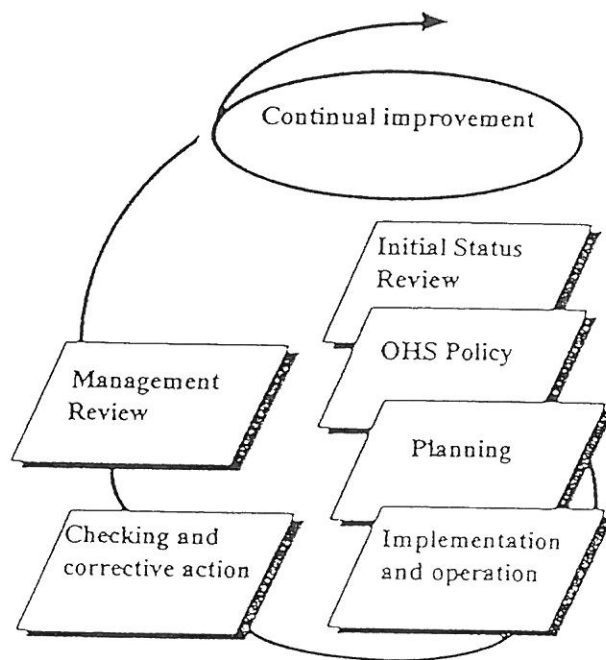 Continual improvement
Initial Status
Review
OHS Policy
Management
Review
Planning
Checking and
corrective action
Implementation
and operation